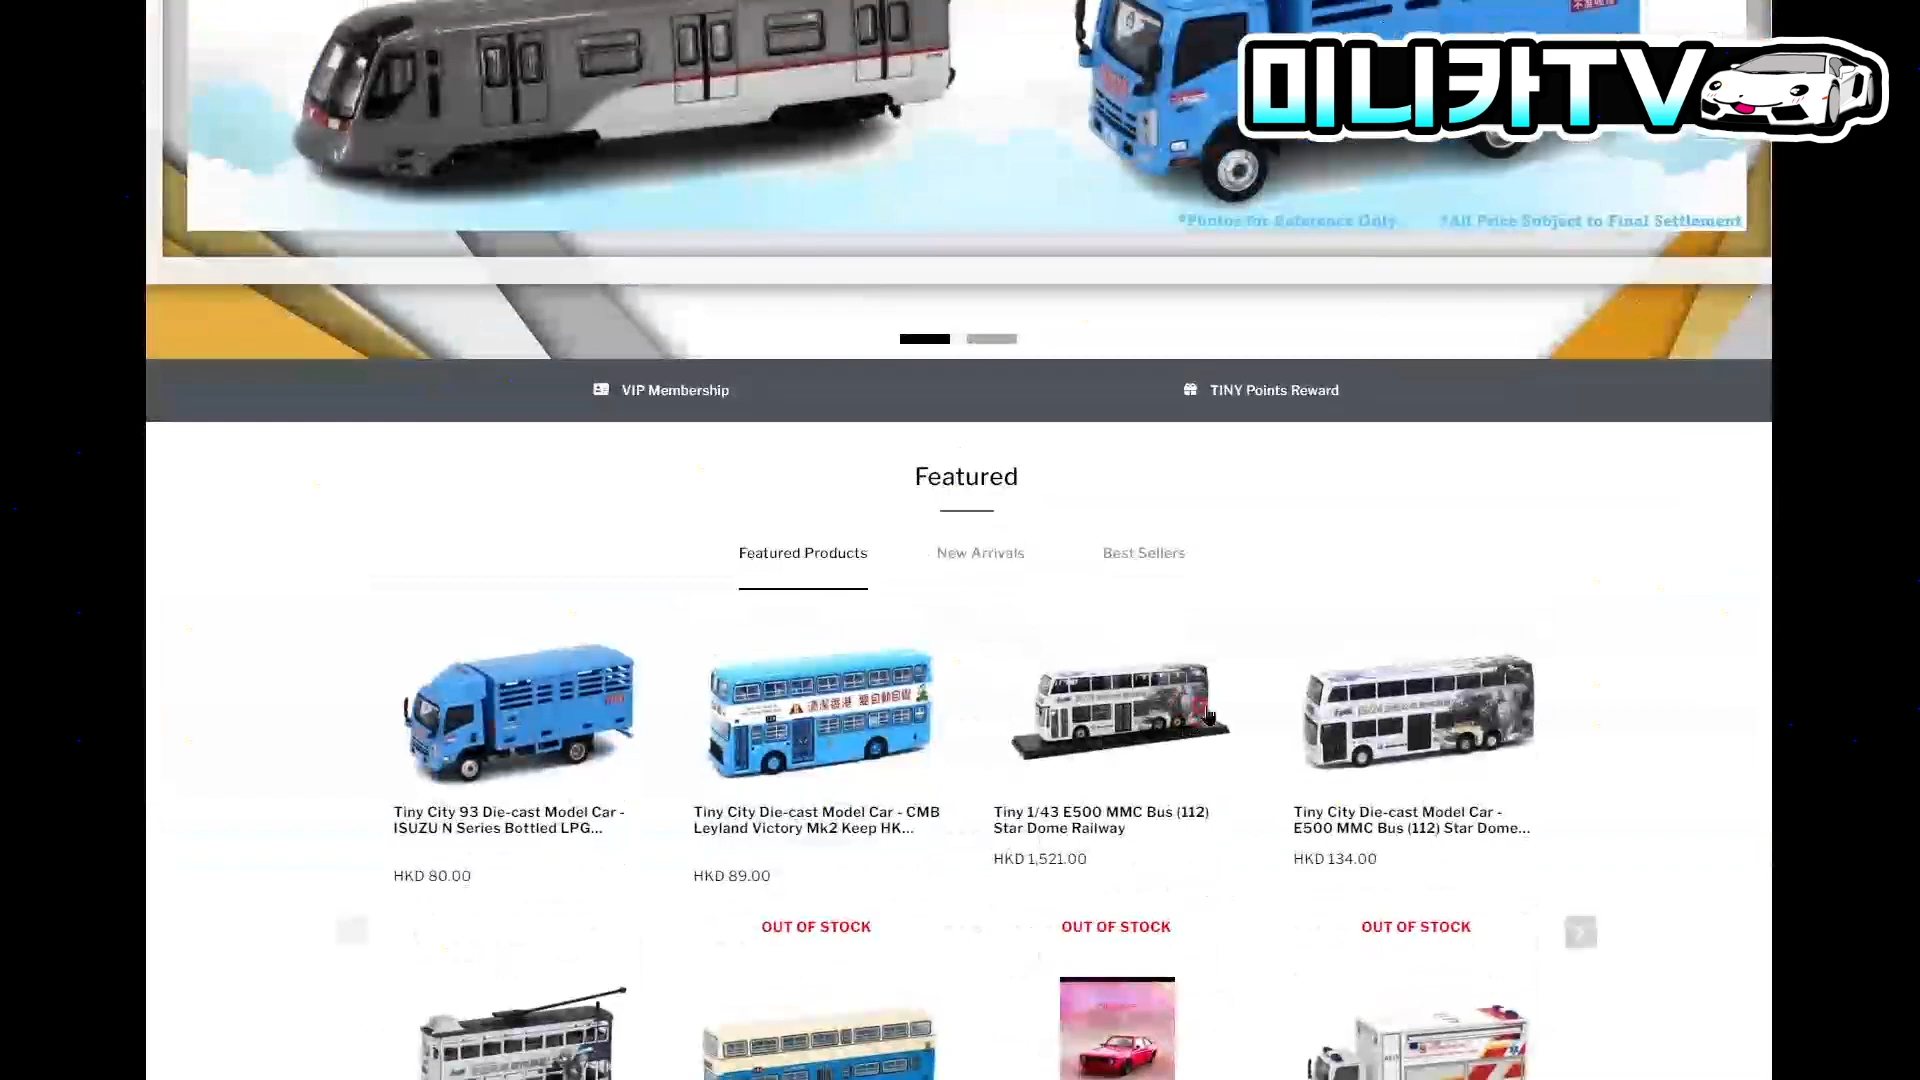 미니카TV
*Photos for Reference Only
*All Price Subject to Final Settlement
VIP Membership
TINY Points Reward
Featured
Featured Products
New Arrivals
Best Sellers
Tiny City 93 Die-cast Model Car -
ISUZU N Series Bottled LPG...
HKD 80.00
Tiny City Die-cast Model Car - CMB
Leyland Victory Mk2 Keep HK...
HKD 89.00
Tiny 1/43 E500 MMC Bus (112)
Star Dome Railway
HKD 1,521.00
Tiny City Die-cast Model Car -
E500 MMC Bus (112) Star Dome...
HKD 134.00
OUT OF STOCK
OUT OF STOCK
OUT OF STOCK